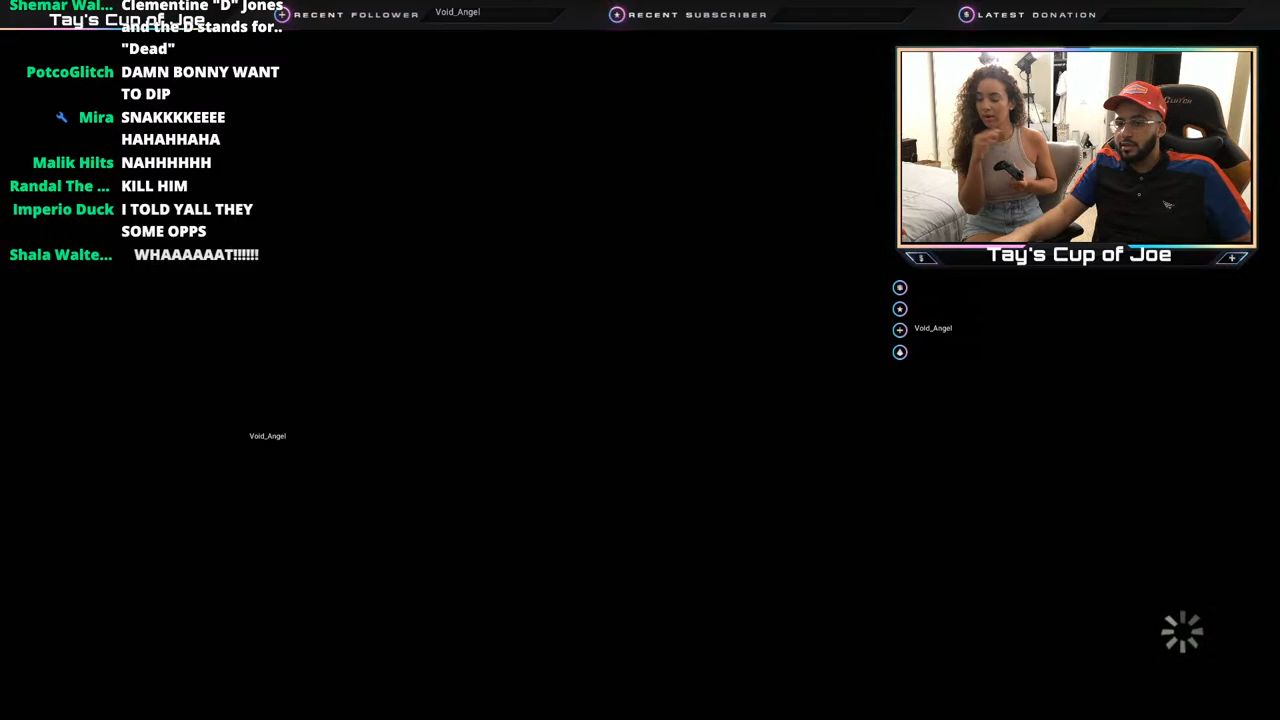 Shemar Wal... Clementine "D" Jones
and the D stands for..
"Dead"
Tay's Cup of Joe
RECENT FOLLOWER Void_Angel
RECENT SUBSCRIBER
LATEST DONATION
PotcoGlitch DAMN BONNY WANT
TO DIP
Mira SNAKKKKEEEE
HAHAHHAHA
Malik Hilts NAHHHHHH
Randal The ... KILL HIM
Imperio Duck I TOLD YALL THEY
SOME OPPS
Shala Walte... WHAAAAAAT!!!!!!
Tay's Cup of Joe
Void_Angel
Void_Angel